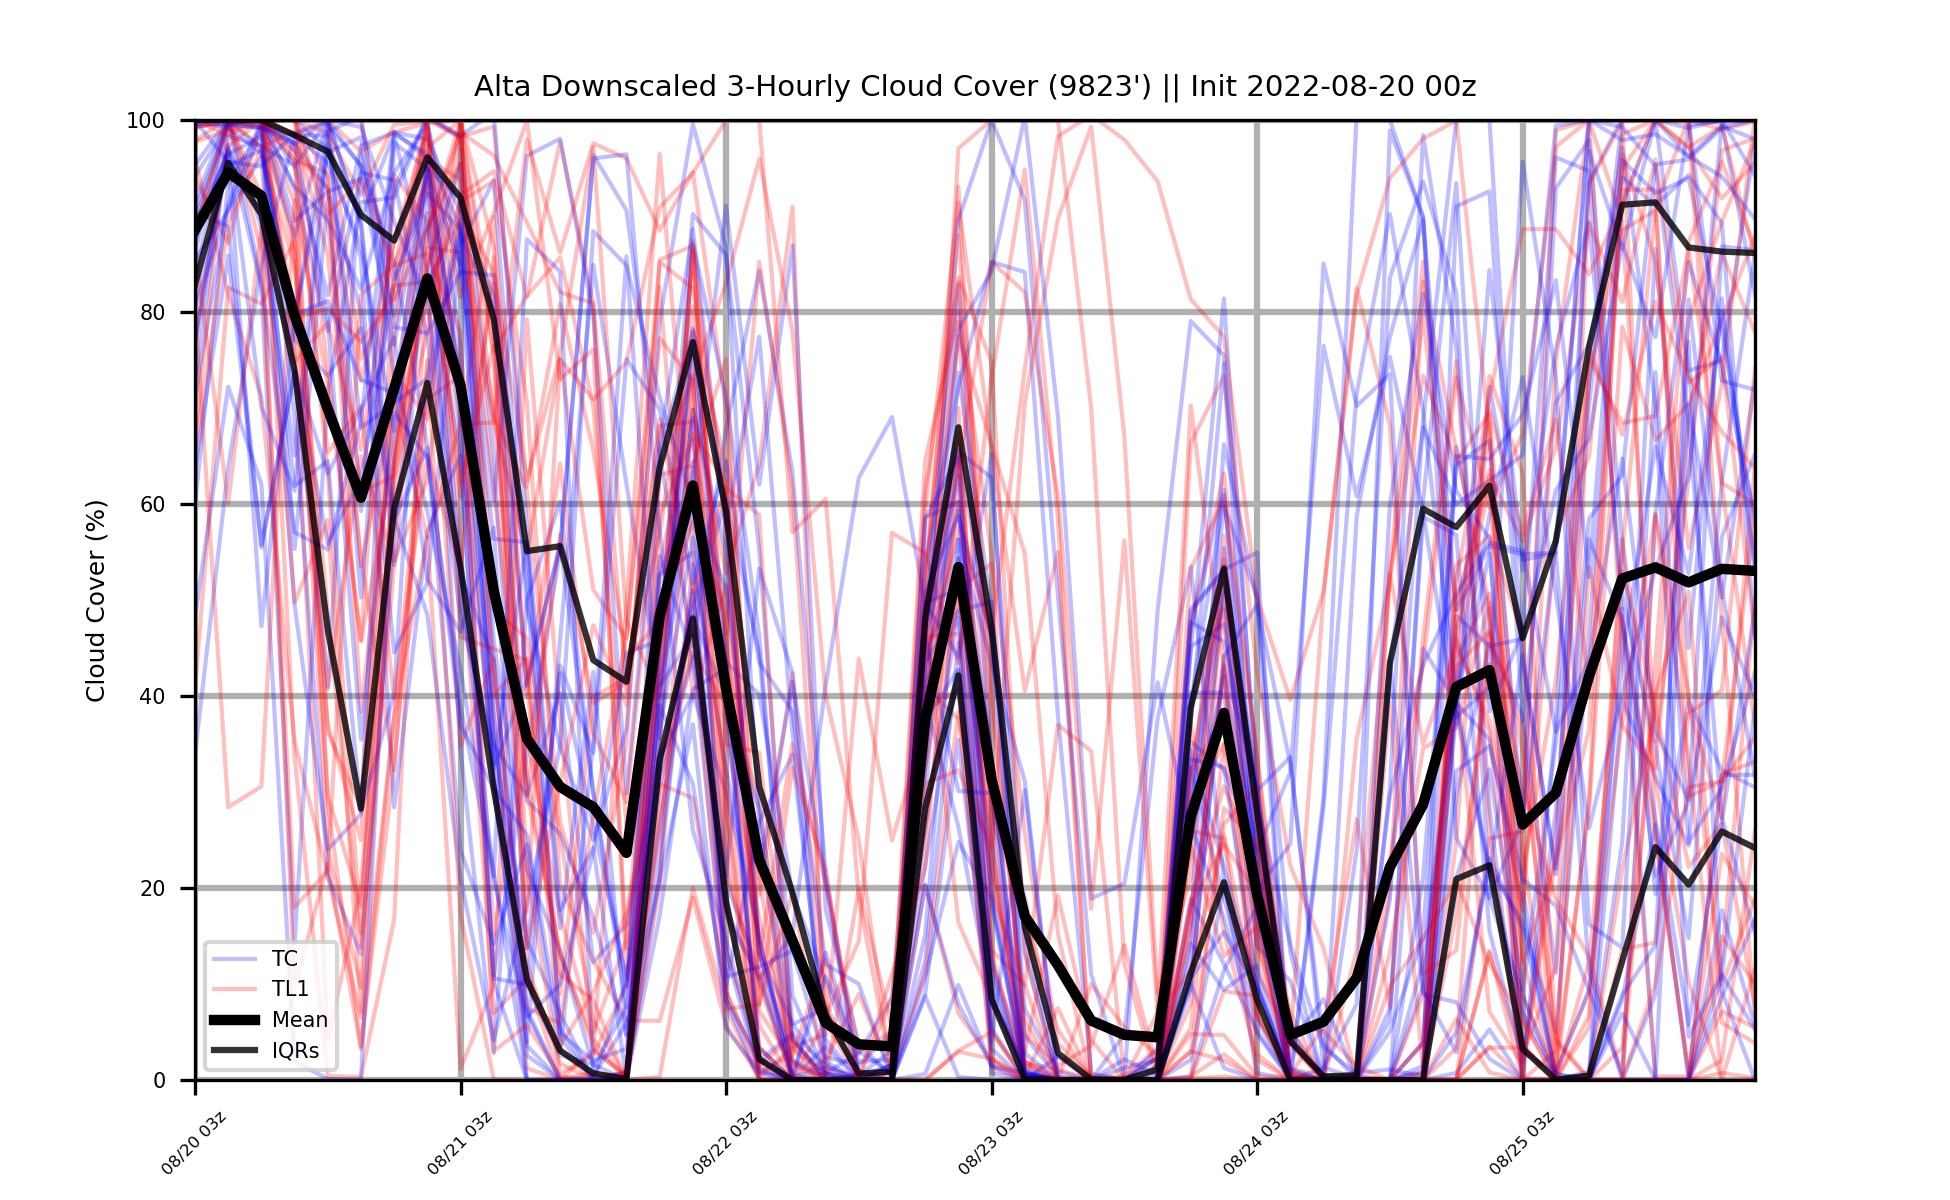 Alta Downscaled 3-Hourly Cloud Cover (9823') || Init 2022-08-20 00z
Cloud Cover (%)
100
80
60
40
20
0
TC
TL1
Mean
IQRs
08/20 03z
08/21 03z
08/22 03z
08/23 03z
08/24 03z
08/25 03z